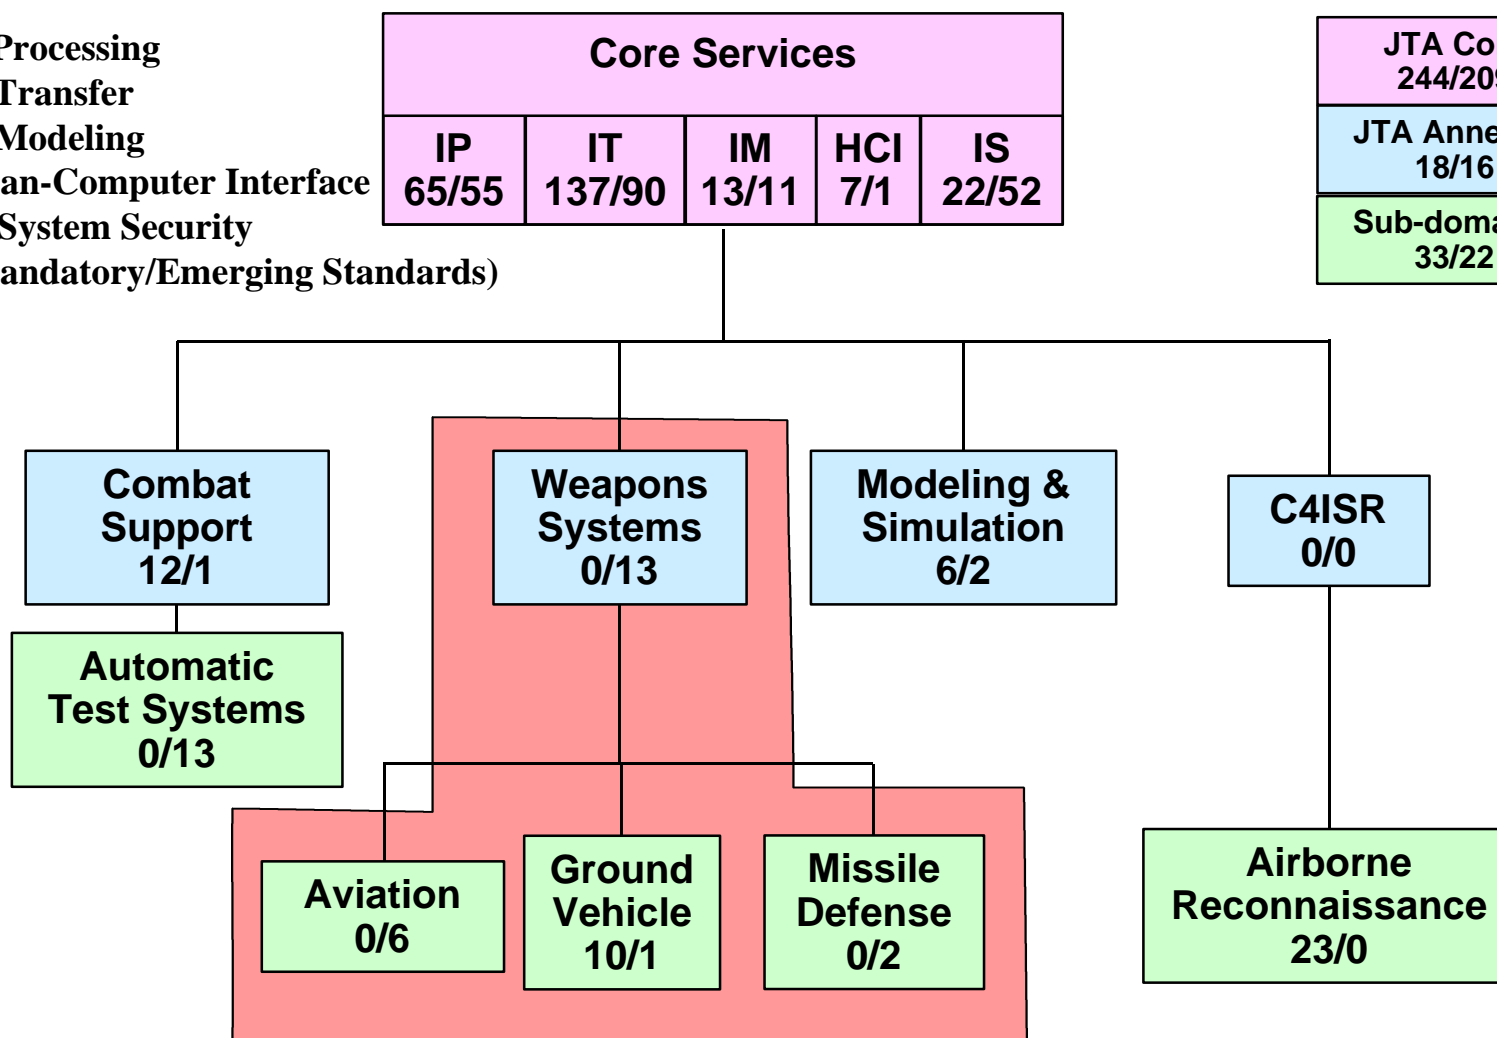 Processing
Transfer
Modeling
an-Computer Interface
System Security
andatory/Emerging Standards)
Core Services
IP
65/55
IT
137/90
IM
13/11
HCI
7/1
IS
22/52
JTA Co
244/209
JTA Anne
18/16
Sub-doma
33/22
Combat
Support
12/1
Weapons
Systems
0/13
Modeling &
Simulation
6/2
C4ISR
0/0
Automatic
Test Systems
0/13
Aviation
0/6
Ground
Vehicle
10/1
Missile
Defense
0/2
Airborne
Reconnaissance
23/0